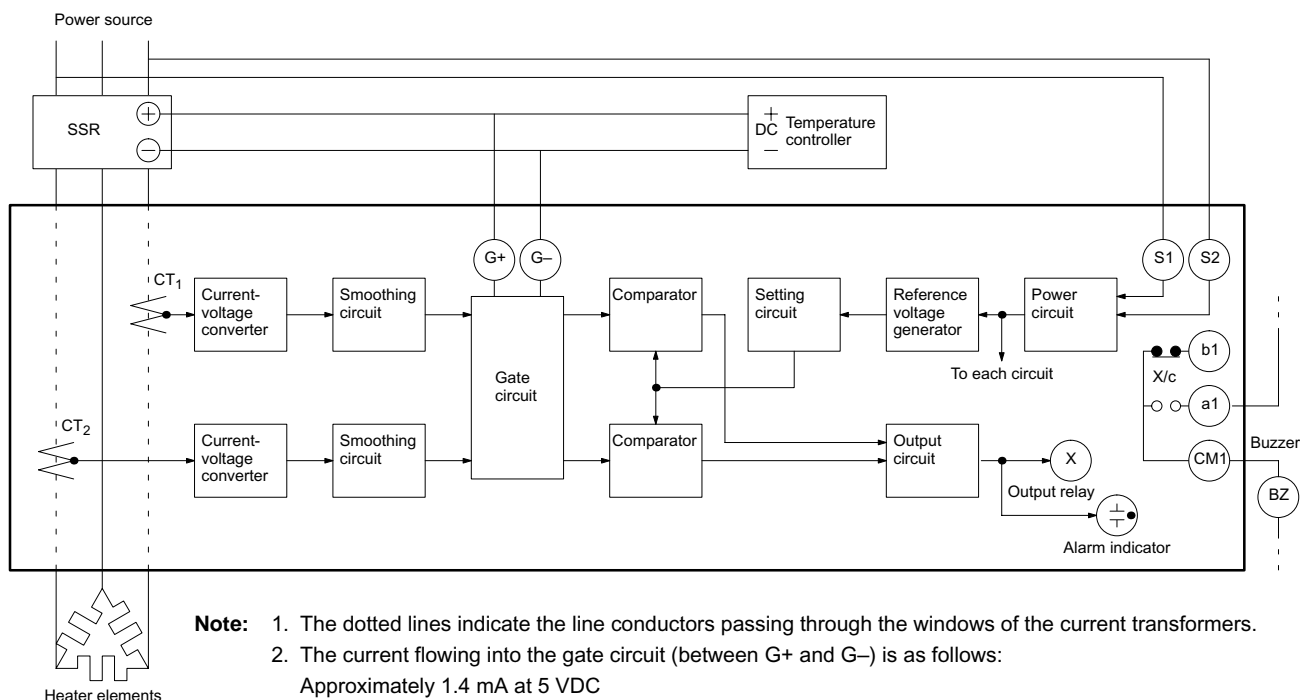 Power source
SSR
+
−
+
DC
−
Temperature
controller
G+
G–
S1
S2
CT1
Current-
voltage
converter
Smoothing
circuit
Gate
circuit
Comparator
Setting
circuit
Reference
voltage
generator
Power
circuit
To each circuit
b1
X/c
a1
CM1
Buzzer
BZ
CT2
Current-
voltage
converter
Smoothing
circuit
Comparator
Output
circuit
X
Output relay
Alarm indicator
Heater elements
Note: 1. The dotted lines indicate the line conductors passing through the windows of the current transformers.
2. The current flowing into the gate circuit (between G+ and G–) is as follows:
Approximately 1.4 mA at 5 VDC